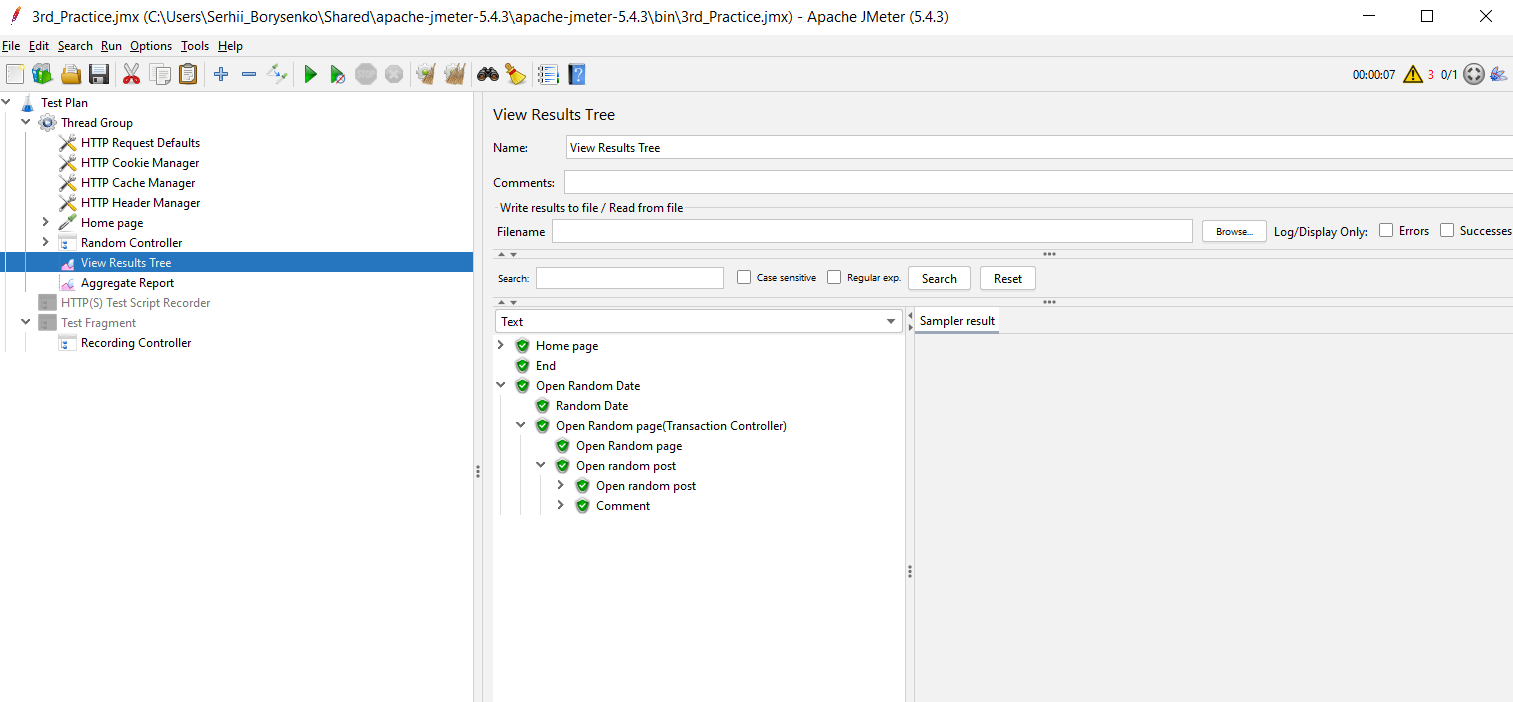 3rd_Practice.jmx (C:\Users\Serhii_Borysenko\Shared\apache-jmeter-5.4.3\apache-jmeter-5.4.3\bin\3rd_Practice.jmx) - Apache JMeter (5.4.3)
File Edit Search Run Options Tools Help
STOP 00:00:07 3 0/1
Test Plan
Thread Group
HTTP Request Defaults
HTTP Cookie Manager
HTTP Cache Manager
HTTP Header Manager
Home page
Random Controller
View Results Tree
Aggregate Report
HTTP(S) Test Script Recorder
Test Fragment
Recording Controller
View Results Tree
Name: View Results Tree
Comments:
Write results to file / Read from file
Filename Browse... Log/Display Only: Errors Successes
Search: Case sensitive Regular exp. Search Reset
Text
Sampler result
Home page
End
Open Random Date
Random Date
Open Random page(Transaction Controller)
Open Random page
Open random post
Open random post
Comment